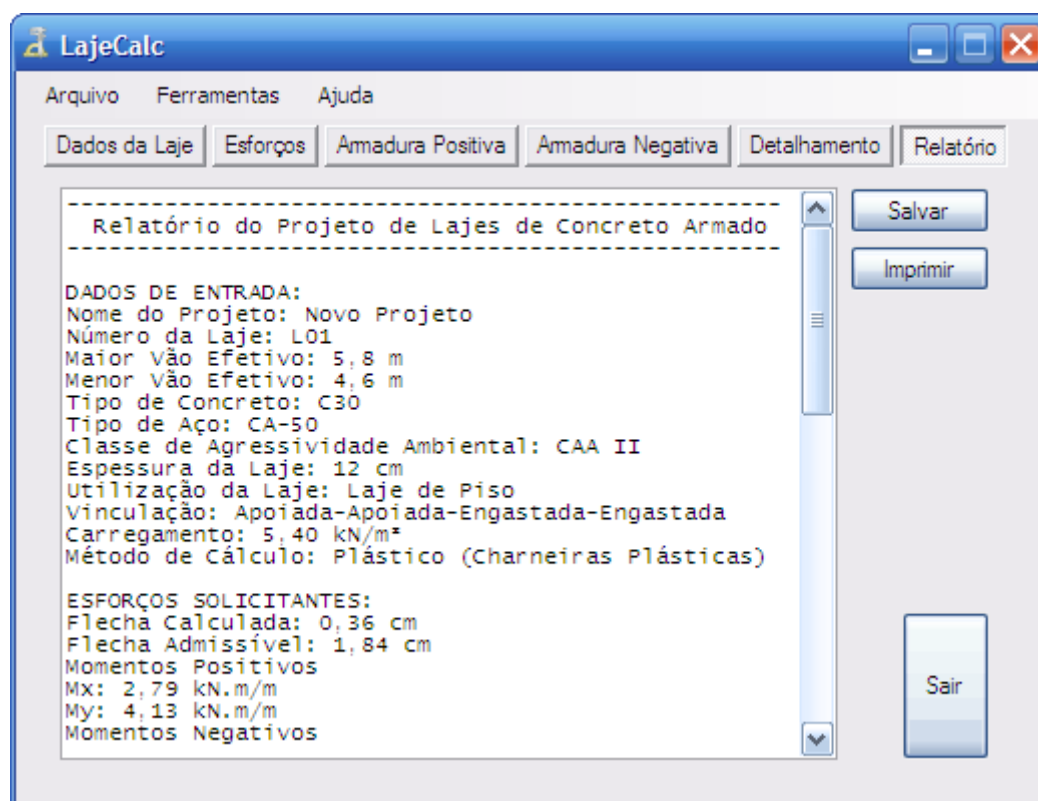 LajeCalc
Arquivo Ferramentas Ajuda
Dados da Laje Esforços Armadura Positiva Armadura Negativa Detalhamento Relatório
----------------------------------------------------
Relatório do Projeto de Lajes de Concreto Armado
----------------------------------------------------
DADOS DE ENTRADA:
Nome do Projeto: Novo Projeto
Número da Laje: L01
Maior Vão Efetivo: 5,8 m
Menor Vão Efetivo: 4,6 m
Tipo de Concreto: C30
Tipo de Aço: CA-50
Classe de Agressividade Ambiental: CAA II
Espessura da Laje: 12 cm
Utilização da Laje: Laje de Piso
Vinculação: Apoiada-Apoiada-Engastada-Engastada
Carregamento: 5,40 kN/m²
Método de Cálculo: Plástico (Charneiras Plásticas)
ESFORÇOS SOLICITANTES:
Flecha Calculada: 0,36 cm
Flecha Admissível: 1,84 cm
Momentos Positivos
Mx: 2,79 kN.m/m
My: 4,13 kN.m/m
Momentos Negativos
Salvar
Imprimir
Sair